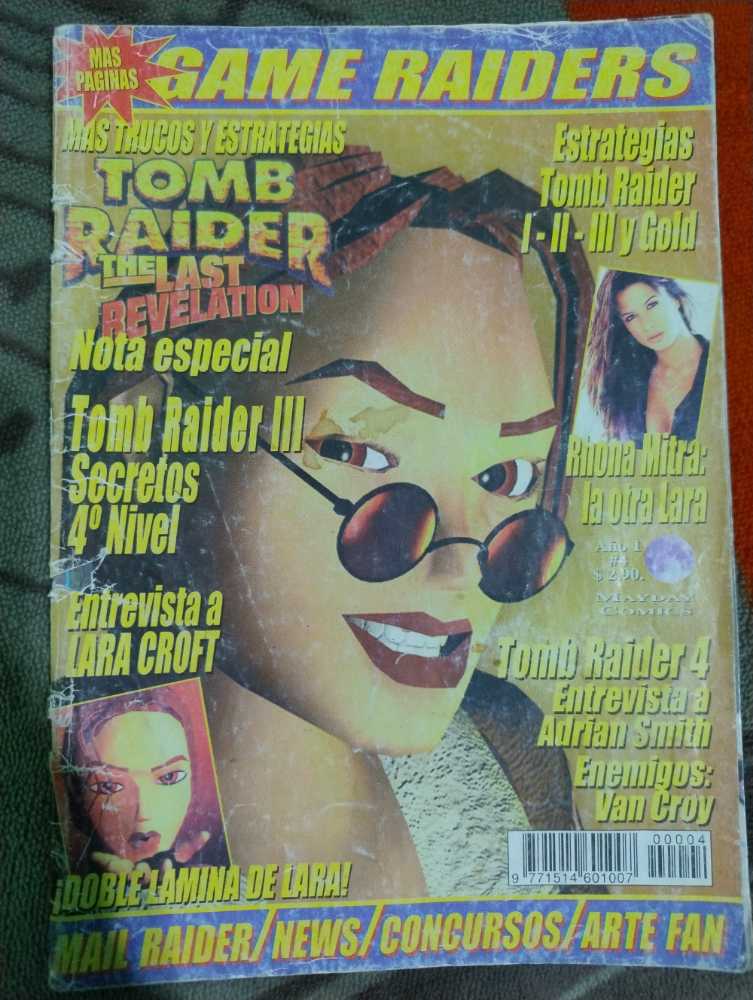 MAS
PAGINAS
GAME RAIDERS
MAS TRUCOS Y ESTRATEGIAS
TOMB
RAIDER
THE LAST
REVELATION
Nota especial
Tomb Raider III
Secretos
4º Nivel
Entrevista a
LARA CROFT
¡DOBLE LAMINA DE LARA!
Estrategias
Tomb Raider
I - II - III y Gold
Rhona Mitra:
la otra Lara
Año 1
#4
$ 2,90.
MAYDAY
COMICS
Tomb Raider 4
Entrevista a
Adrian Smith
Enemigos:
Van Croy
00004
9 771514 601007
MAIL RAIDER/NEWS/CONCURSOS/ARTE FAN